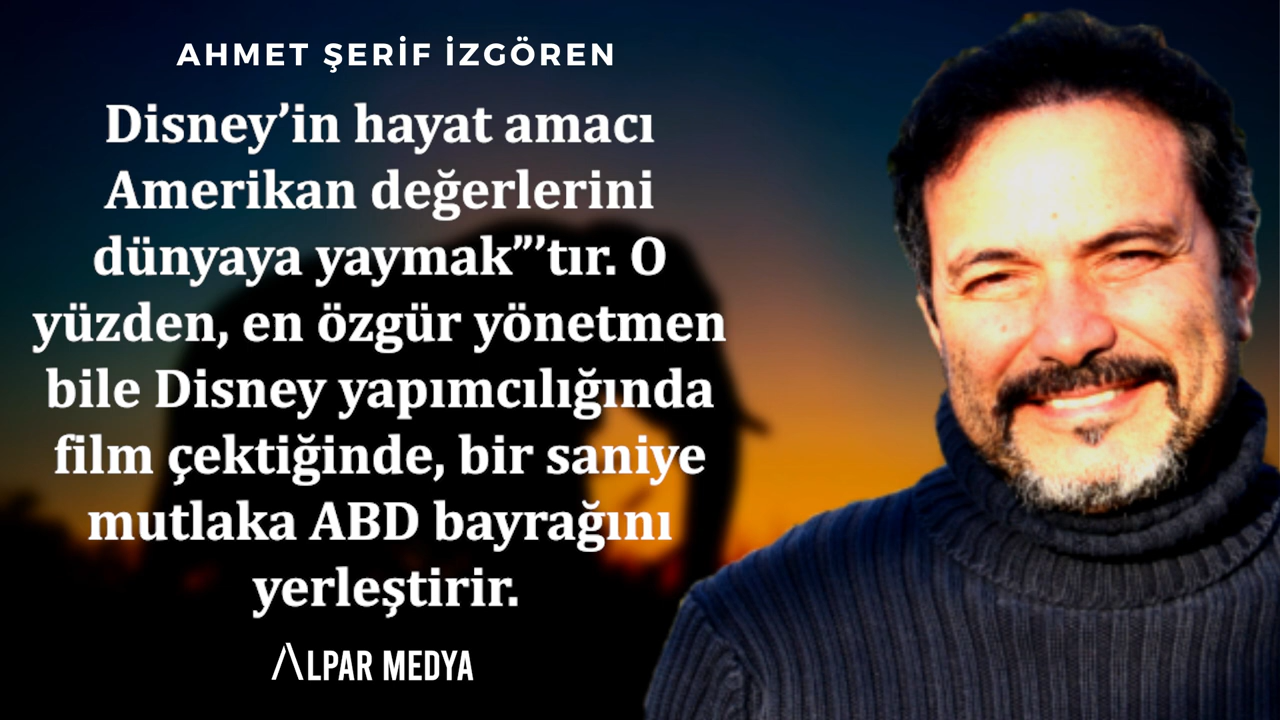 AHMET ŞERİF İZGÖREN
Disney’in hayat amacı
Amerikan değerlerini
dünyaya yaymak”’tır. O
yüzden, en özgür yönetmen
bile Disney yapımcılığında
film çektiğinde, bir saniye
mutlaka ABD bayrağını
yerleştirir.
ALPAR MEDYA